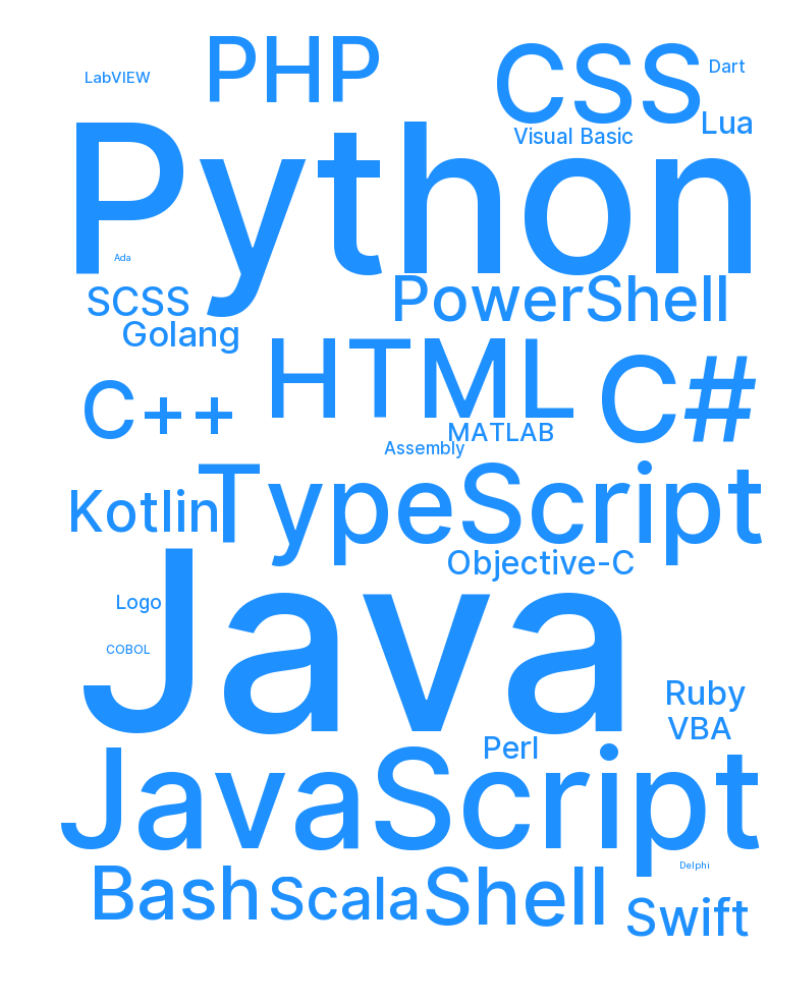 PHP
CSS
Dart
LabVIEW
Lua
Visual Basic
Python
Ada
SCSS
PowerShell
Golang
HTML
C#
C++
MATLAB
Assembly
TypeScript
Kotlin
Objective-C
Java
Logo
COBOL
Ruby
VBA
Perl
JavaScript
Delphi
Bash
Scala
Shell
Swift